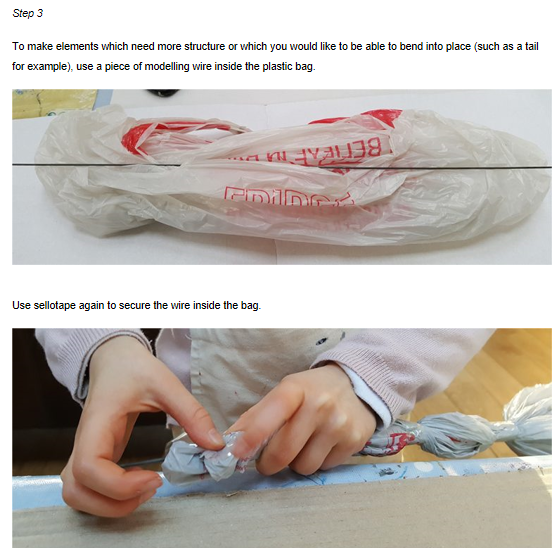 Step 3
To make elements which need more structure or which you would like to be able to bend into place (such as a tail
for example), use a piece of modelling wire inside the plastic bag.
BELIEVE IN
Use sellotape again to secure the wire inside the bag.